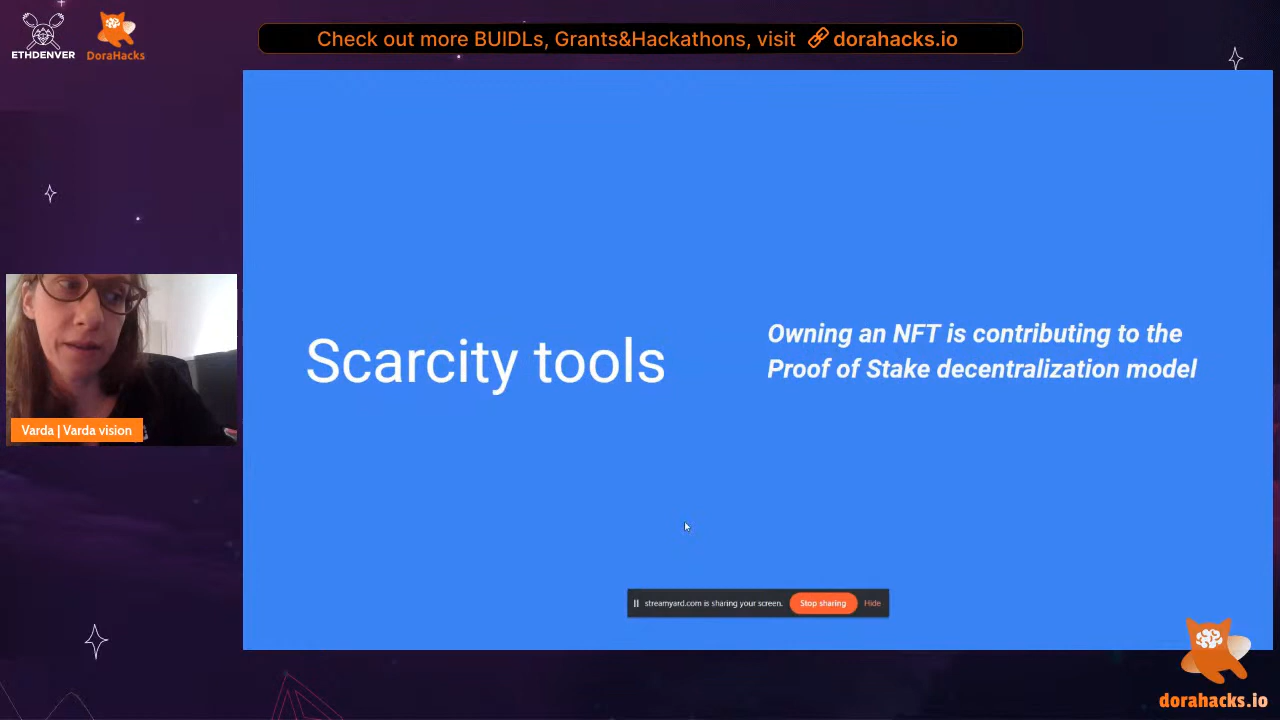 ETHDENVER
DoraHacks
Check out more BUIDLs, Grants&Hackathons, visit dorahacks.io
Scarcity tools
Owning an NFT is contributing to the
Proof of Stake decentralization model
Varda | Varda vision
streamyard.com is sharing your screen. Stop sharing Hide
dorahacks.io